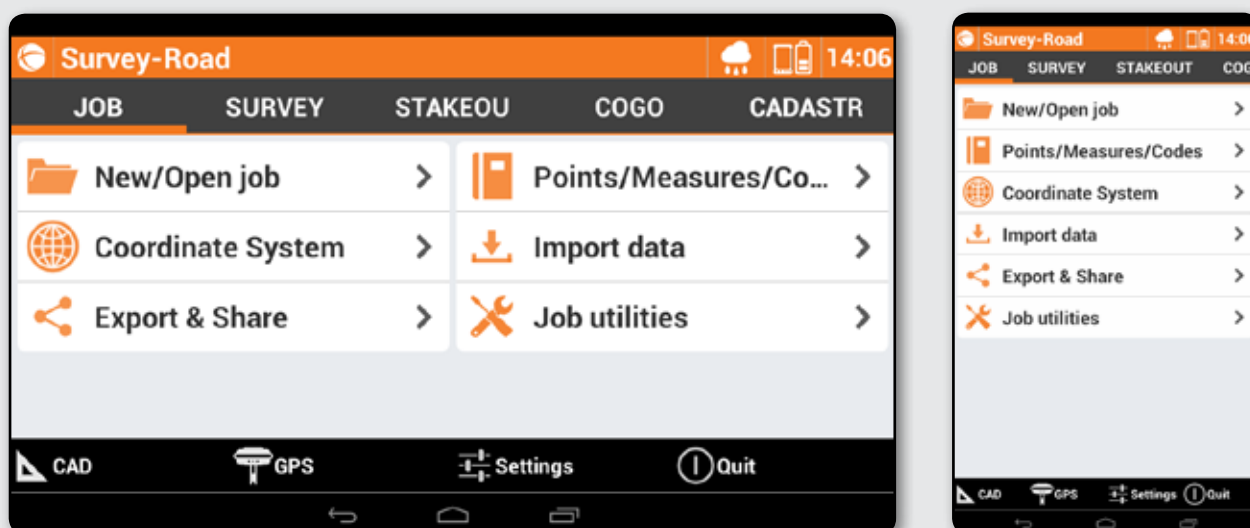 Survey-Road 14:06
JOB SURVEY STAKEOU COGO CADASTR
New/Open job Points/Measures/Co...
Coordinate System Import data
Export & Share Job utilities
CAD GPS Settings Quit
Survey-Road 14:06
JOB SURVEY STAKEOUT COG
New/Open job
Points/Measures/Codes
Coordinate System
Import data
Export & Share
Job utilities
CAD GPS Settings Quit